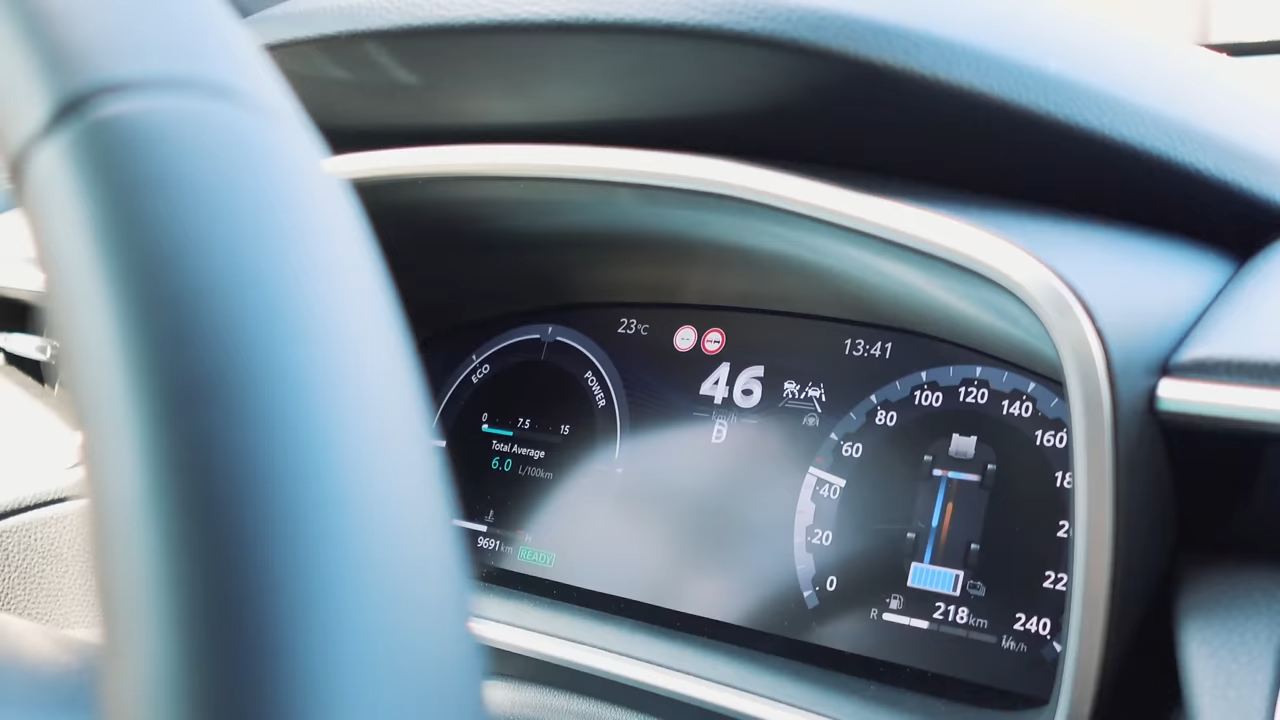 23°C
13:41
46
km/h
D
ECO
POWER
0 7.5 15
Total Average
6.0 L/100km
H
9691 km
READY
0
20
40
60
80
100
120
140
160
22
240
R
218 km